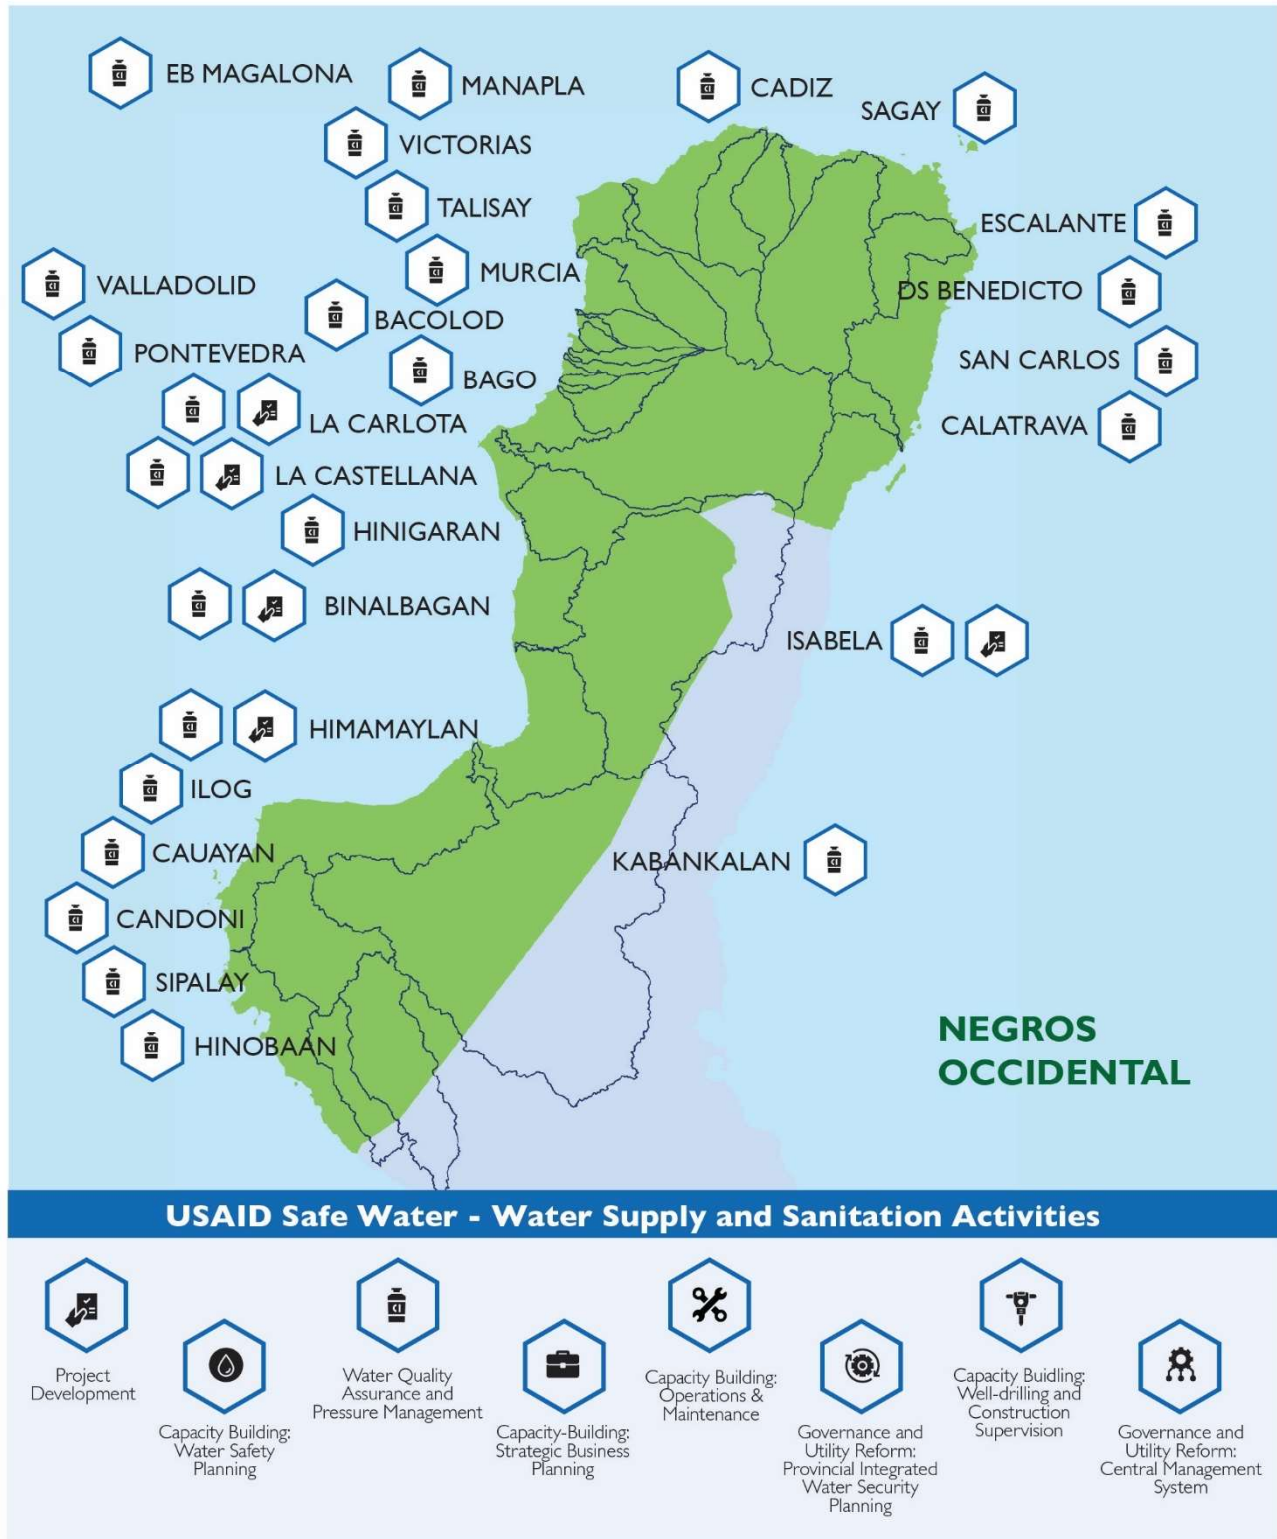 EB MAGALONA
MANAPLA
CADIZ
SAGAY
VICTORIAS
TALISAY
ESCALANTE
MURCIA
VALLADOLID
DS BENEDICTO
BACOLOD
PONTEVEDRA
SAN CARLOS
BAGO
LA CARLOTA
CALATRAVA
LA CASTELLANA
HINIGARAN
BINALBAGAN
ISABELA
HIMAMAYLAN
ILOG
CAUAYAN
KABANKALAN
CANDONI
SIPALAY
HINOBAAN
NEGROS
OCCIDENTAL
USAID Safe Water - Water Supply and Sanitation Activities
Project
Development
Capacity Building:
Water Safety
Planning
Water Quality
Assurance and
Pressure Management
Capacity-Building:
Strategic Business
Planning
Capacity Building:
Operations &
Maintenance
Governance and
Utility Reform:
Provincial Integrated
Water Security
Planning
Capacity Buidling:
Well-drilling and
Construction
Supervision
Governance and
Utility Reform:
Central Management
System